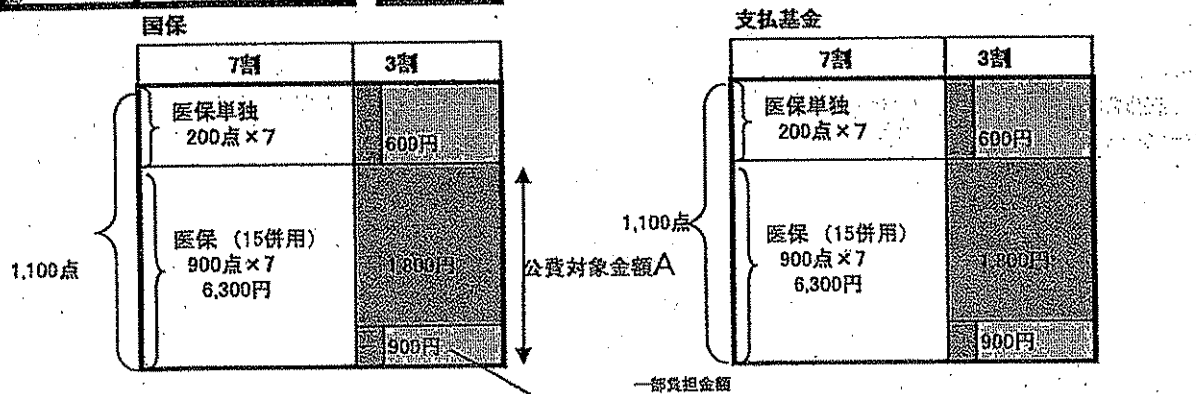 国保
7割 3割
医保単独
200点×7
600円
1,100点
医保（15併用）
900点×7
6,300円
1,800円
公費対象金額A
900円
支払基金
7割 3割
医保単独
200点×7
600円
1,100点
医保（15併用）
900点×7
6,300円
1,800円
900円
一部負担金額